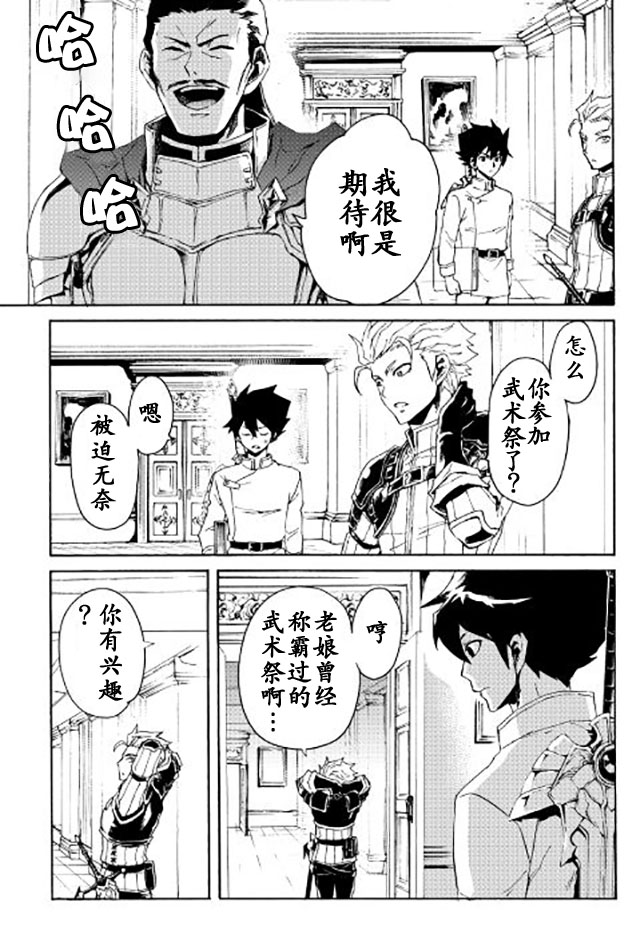 我很是
期待啊
哈
哈
哈
怎么
你参加
武术祭了?
嗯
被迫无奈
哼
老娘曾经
称霸过的
武术祭啊…
你有兴趣
?